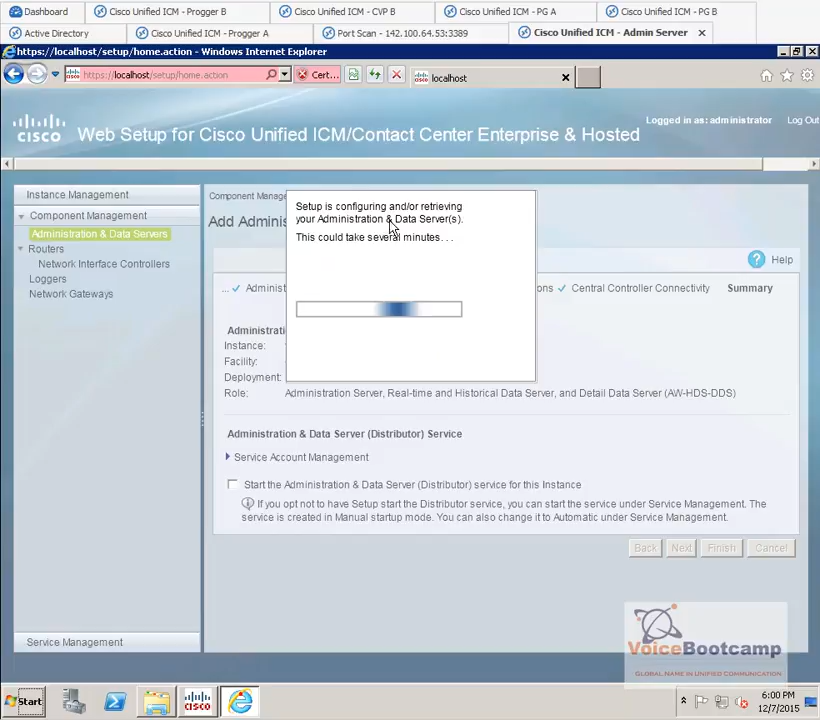 Dashboard
Cisco Unified ICM - Progger B
Cisco Unified ICM - CVP B
Cisco Unified ICM - PG A
Cisco Unified ICM - PG B
Active Directory
Cisco Unified ICM - Progger A
Port Scan - 142.100.64.53:3389
Cisco Unified ICM - Admin Server
https://localhost/setup/home.action - Windows Internet Explorer
https://localhost/setup/home.action
Cert...
localhost
Logged in as: administrator
Log Out
CISCO
Web Setup for Cisco Unified ICM/Contact Center Enterprise & Hosted
Instance Management
Component Management
Administration & Data Servers
Routers
Network Interface Controllers
Loggers
Network Gateways
Service Management
Component Manage
Add Adminis
Setup is configuring and/or retrieving
your Administration & Data Server(s).
This could take several minutes. . .
Help
... Administ
ons
Central Controller Connectivity
Summary
Administrati
Instance:
Facility:
Deployment:
Role: Administration Server, Real-time and Historical Data Server, and Detail Data Server (AW-HDS-DDS)
Administration & Data Server (Distributor) Service
Service Account Management
Start the Administration & Data Server (Distributor) service for this Instance
If you opt not to have Setup start the Distributor service, you can start the service under Service Management. The
service is created in Manual startup mode. You can also change it to Automatic under Service Management.
Back
Next
Finish
Cancel
VoiceBootcamp
GLOBAL NAME IN UNIFIED COMMUNICATION
Start
CISCO
6:00 PM
12/7/2015